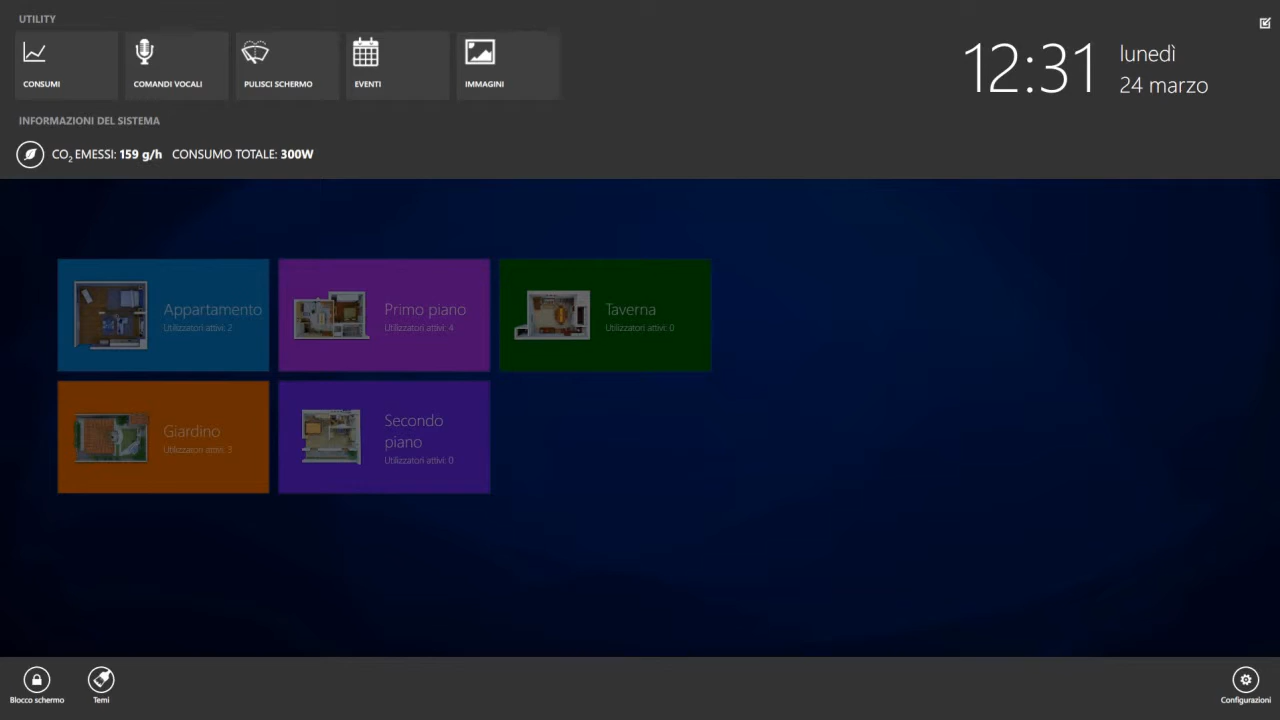 UTILITY
CONSUMI
COMANDI VOCALI
PULISCI SCHERMO
EVENTI
IMMAGINI
12:31
lunedì
24 marzo
INFORMAZIONI DEL SISTEMA
CO2 EMESSI: 159 g/h CONSUMO TOTALE: 300W
Appartamento
Utilizzatori attivi: 2
Primo piano
Utilizzatori attivi: 4
Taverna
Utilizzatori attivi: 0
Giardino
Utilizzatori attivi: 3
Secondo
piano
Utilizzatori attivi: 0
Blocco schermo
Temi
Configurazioni